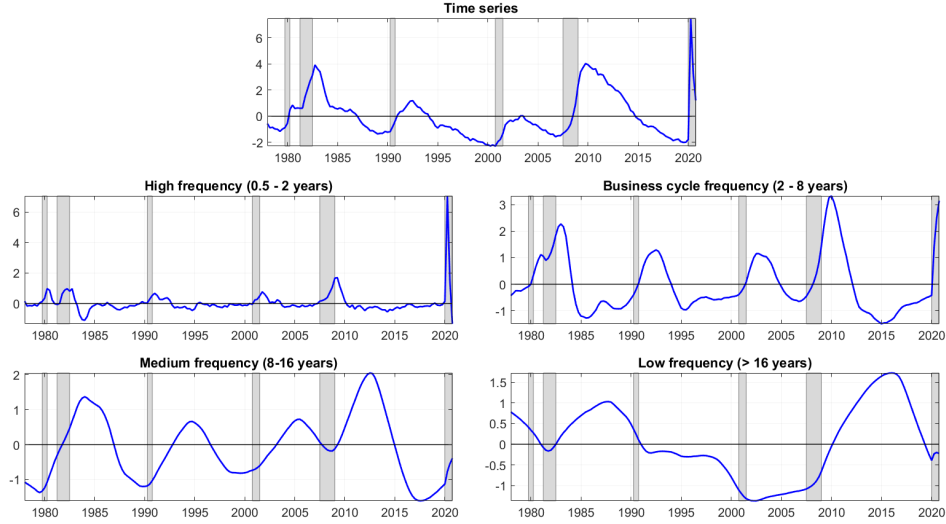 Time series
6
4
2
0
-2
1980 1985 1990 1995 2000 2005 2010 2015 2020
High frequency (0.5 - 2 years)
6
4
2
0
1980 1985 1990 1995 2000 2005 2010 2015 2020
Business cycle frequency (2 - 8 years)
3
2
1
0
-1
1980 1985 1990 1995 2000 2005 2010 2015 2020
Medium frequency (8-16 years)
2
1
0
-1
1980 1985 1990 1995 2000 2005 2010 2015 2020
Low frequency (> 16 years)
1.5
1
0.5
0
-0.5
-1
1980 1985 1990 1995 2000 2005 2010 2015 2020